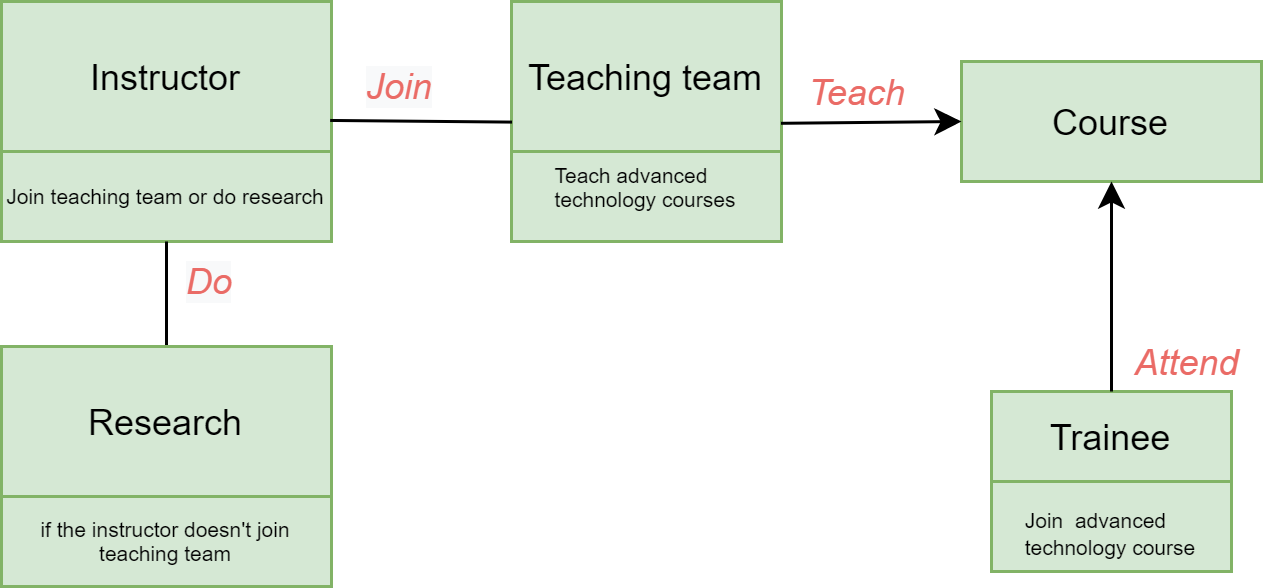 Instructor
Join
Teaching team
Teach
Course
Join teaching team or do research
Teach advanced
technology courses
Do
Attend
Research
Trainee
if the instructor doesn't join
teaching team
Join advanced
technology course